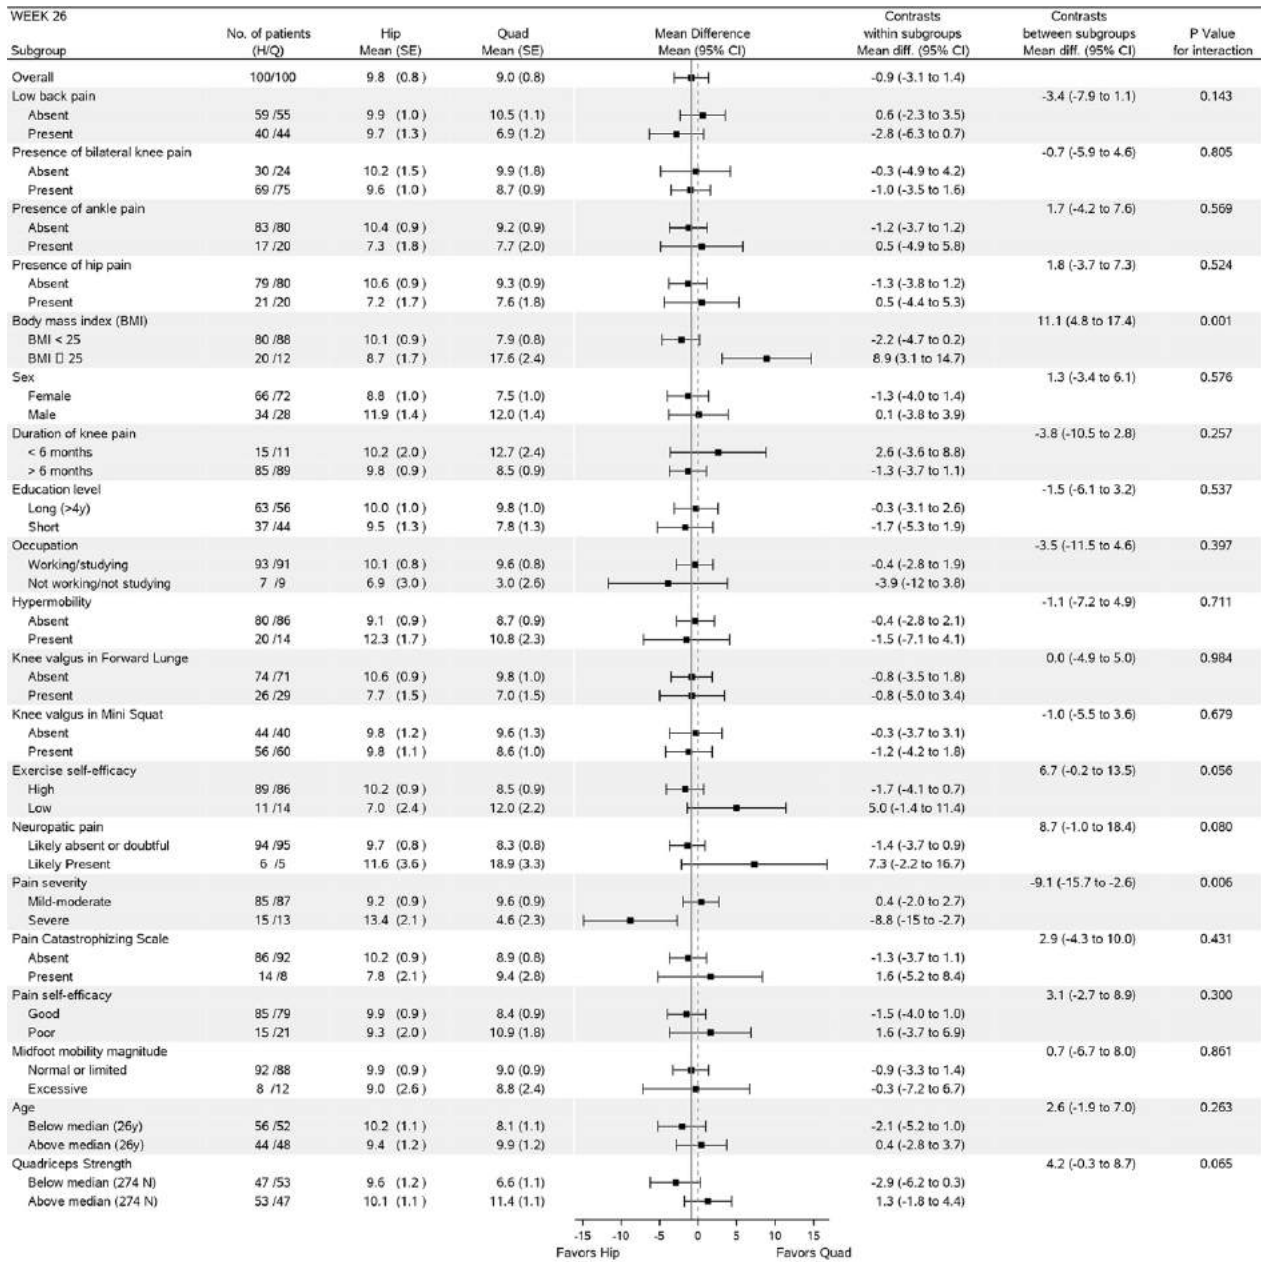 WEEK 26
Subgroup No. of patients (H/Q) Hip Mean (SE) Quad Mean (SE) Mean Difference Mean (95% CI) Contrasts within subgroups Mean diff. (95% CI) Contrasts between subgroups Mean diff. (95% CI) P Value for interaction
Overall 100/100 9.8 (0.8 ) 9.0 (0.8) -0.9 (-3.1 to 1.4)
Low back pain -3.4 (-7.9 to 1.1) 0.143
Absent 59 /55 9.9 (1.0 ) 10.5 (1.1) 0.6 (-2.3 to 3.5)
Present 40 /44 9.7 (1.3 ) 6.9 (1.2) -2.8 (-6.3 to 0.7)
Presence of bilateral knee pain -0.7 (-5.9 to 4.6) 0.805
Absent 30 /24 10.2 (1.5 ) 9.9 (1.8) -0.3 (-4.9 to 4.2)
Present 69 /75 9.6 (1.0 ) 8.7 (0.9) -1.0 (-3.5 to 1.6)
Presence of ankle pain 1.7 (-4.2 to 7.6) 0.569
Absent 83 /80 10.4 (0.9 ) 9.2 (0.9) -1.2 (-3.7 to 1.2)
Present 17 /20 7.3 (1.8 ) 7.7 (2.0) 0.5 (-4.9 to 5.8)
Presence of hip pain 1.8 (-3.7 to 7.3) 0.524
Absent 79 /80 10.6 (0.9 ) 9.3 (0.9) -1.3 (-3.8 to 1.2)
Present 21 /20 7.2 (1.7 ) 7.6 (1.8) 0.5 (-4.4 to 5.3)
Body mass index (BMI) 11.1 (4.8 to 17.4) 0.001
BMI < 25 80 /88 10.1 (0.9 ) 7.9 (0.8) -2.2 (-4.7 to 0.2)
BMI □ 25 20 /12 8.7 (1.7 ) 17.6 (2.4) 8.9 (3.1 to 14.7)
Sex 1.3 (-3.4 to 6.1) 0.576
Female 66 /72 8.8 (1.0 ) 7.5 (1.0) -1.3 (-4.0 to 1.4)
Male 34 /28 11.9 (1.4 ) 12.0 (1.4) 0.1 (-3.8 to 3.9)
Duration of knee pain -3.8 (-10.5 to 2.8) 0.257
< 6 months 15 /11 10.2 (2.0 ) 12.7 (2.4) 2.6 (-3.6 to 8.8)
> 6 months 85 /89 9.8 (0.9 ) 8.5 (0.9) -1.3 (-3.7 to 1.1)
Education level -1.5 (-6.1 to 3.2) 0.537
Long (>4y) 63 /56 10.0 (1.0 ) 9.8 (1.0) -0.3 (-3.1 to 2.6)
Short 37 /44 9.5 (1.3 ) 7.8 (1.3) -1.7 (-5.3 to 1.9)
Occupation -3.5 (-11.5 to 4.6) 0.397
Working/studying 93 /91 10.1 (0.8 ) 9.6 (0.8) -0.4 (-2.8 to 1.9)
Not working/not studying 7 /9 6.9 (3.0 ) 3.0 (2.6) -3.9 (-12 to 3.8)
Hypermobility -1.1 (-7.2 to 4.9) 0.711
Absent 80 /86 9.1 (0.9 ) 8.7 (0.9) -0.4 (-2.8 to 2.1)
Present 20 /14 12.3 (1.7 ) 10.8 (2.3) -1.5 (-7.1 to 4.1)
Knee valgus in Forward Lunge 0.0 (-4.9 to 5.0) 0.984
Absent 74 /71 10.6 (0.9 ) 9.8 (1.0) -0.8 (-3.5 to 1.8)
Present 26 /29 7.7 (1.5 ) 7.0 (1.5) -0.8 (-5.0 to 3.4)
Knee valgus in Mini Squat -1.0 (-5.5 to 3.6) 0.679
Absent 44 /40 9.8 (1.2 ) 9.6 (1.3) -0.3 (-3.7 to 3.1)
Present 56 /60 9.8 (1.1 ) 8.6 (1.0) -1.2 (-4.2 to 1.8)
Exercise self-efficacy 6.7 (-0.2 to 13.5) 0.056
High 89 /86 10.2 (0.9 ) 8.5 (0.9) -1.7 (-4.1 to 0.7)
Low 11 /14 7.0 (2.4 ) 12.0 (2.2) 5.0 (-1.4 to 11.4)
Neuropatic pain 8.7 (-1.0 to 18.4) 0.080
Likely absent or doubtful 94 /95 9.7 (0.8 ) 8.3 (0.8) -1.4 (-3.7 to 0.9)
Likely Present 6 /5 11.6 (3.6 ) 18.9 (3.3) 7.3 (-2.2 to 16.7)
Pain severity -9.1 (-15.7 to -2.6) 0.006
Mild-moderate 85 /87 9.2 (0.9 ) 9.6 (0.9) 0.4 (-2.0 to 2.7)
Severe 15 /13 13.4 (2.1 ) 4.6 (2.3) -8.8 (-15 to -2.7)
Pain Catastrophizing Scale 2.9 (-4.3 to 10.0) 0.431
Absent 86 /92 10.2 (0.9 ) 8.9 (0.8) -1.3 (-3.7 to 1.1)
Present 14 /8 7.8 (2.1 ) 9.4 (2.8) 1.6 (-5.2 to 8.4)
Pain self-efficacy 3.1 (-2.7 to 8.9) 0.300
Good 85 /79 9.9 (0.9 ) 8.4 (0.9) -1.5 (-4.0 to 1.0)
Poor 15 /21 9.3 (2.0 ) 10.9 (1.8) 1.6 (-3.7 to 6.9)
Midfoot mobility magnitude 0.7 (-6.7 to 8.0) 0.861
Normal or limited 92 /88 9.9 (0.9 ) 9.0 (0.9) -0.9 (-3.3 to 1.4)
Excessive 8 /12 9.0 (2.6 ) 8.8 (2.4) -0.3 (-7.2 to 6.7)
Age 2.6 (-1.9 to 7.0) 0.263
Below median (26y) 56 /52 10.2 (1.1 ) 8.1 (1.1) -2.1 (-5.2 to 1.0)
Above median (26y) 44 /48 9.4 (1.2 ) 9.9 (1.2) 0.4 (-2.8 to 3.7)
Quadriceps Strength 4.2 (-0.3 to 8.7) 0.065
Below median (274 N) 47 /53 9.6 (1.2 ) 6.6 (1.1) -2.9 (-6.2 to 0.3)
Above median (274 N) 53 /47 10.1 (1.1 ) 11.4 (1.1) 1.3 (-1.8 to 4.4)
-15 -10 -5 0 5 10 15
Favors Hip Favors Quad